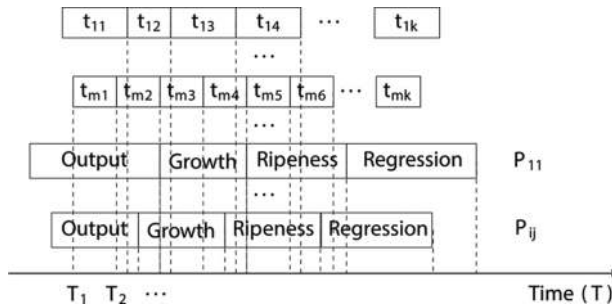 t11 t12 t13 t14 ... t1k
...
tm1 tm2 tm3 tm4 tm5 tm6 ... tmk
...
Output Growth Ripeness Regression P11
...
Output Growth Ripeness Regression Pij
T1 T2 ... Time (T)